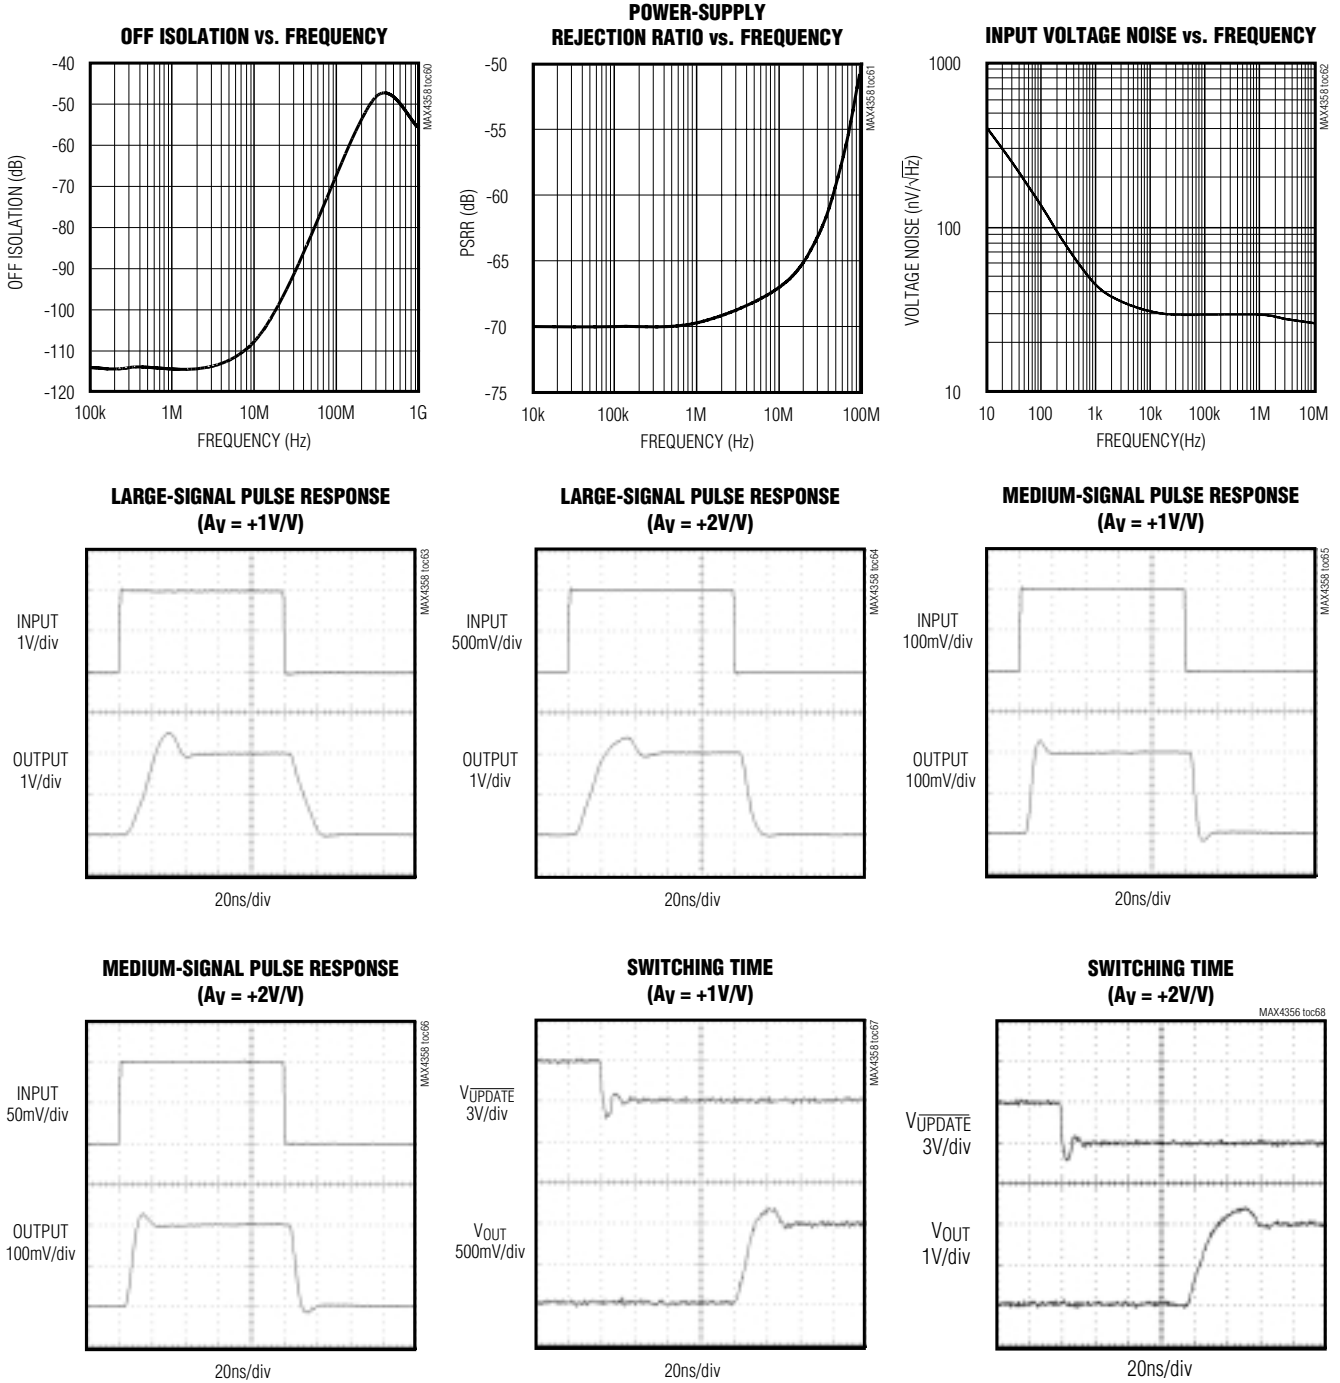 OFF ISOLATION vs. FREQUENCY
-40
-50
-60
-70
-80
-90
-100
-110
-120
OFF ISOLATION (dB)
100k 1M 10M 100M 1G
FREQUENCY (Hz)
MAX4358 toc60
POWER-SUPPLY
REJECTION RATIO vs. FREQUENCY
-50
-55
-60
-65
-70
-75
PSRR (dB)
10k 100k 1M 10M 100M
FREQUENCY (Hz)
MAX4358 toc61
INPUT VOLTAGE NOISE vs. FREQUENCY
1000
100
10
VOLTAGE NOISE (nV/√Hz)
10 100 1k 10k 100k 1M 10M
FREQUENCY(Hz)
MAX4358 toc62
LARGE-SIGNAL PULSE RESPONSE
(AV = +1V/V)
INPUT
1V/div
OUTPUT
1V/div
20ns/div
MAX4358 toc63
LARGE-SIGNAL PULSE RESPONSE
(AV = +2V/V)
INPUT
500mV/div
OUTPUT
1V/div
20ns/div
MAX4358 toc64
MEDIUM-SIGNAL PULSE RESPONSE
(AV = +1V/V)
INPUT
100mV/div
OUTPUT
100mV/div
20ns/div
MAX4358 toc65
MEDIUM-SIGNAL PULSE RESPONSE
(AV = +2V/V)
INPUT
50mV/div
OUTPUT
100mV/div
20ns/div
MAX4358 toc66
SWITCHING TIME
(AV = +1V/V)
VUPDATE
3V/div
VOUT
500mV/div
20ns/div
MAX4358 toc67
SWITCHING TIME
(AV = +2V/V)
MAX4356 toc68
VUPDATE
3V/div
VOUT
1V/div
20ns/div